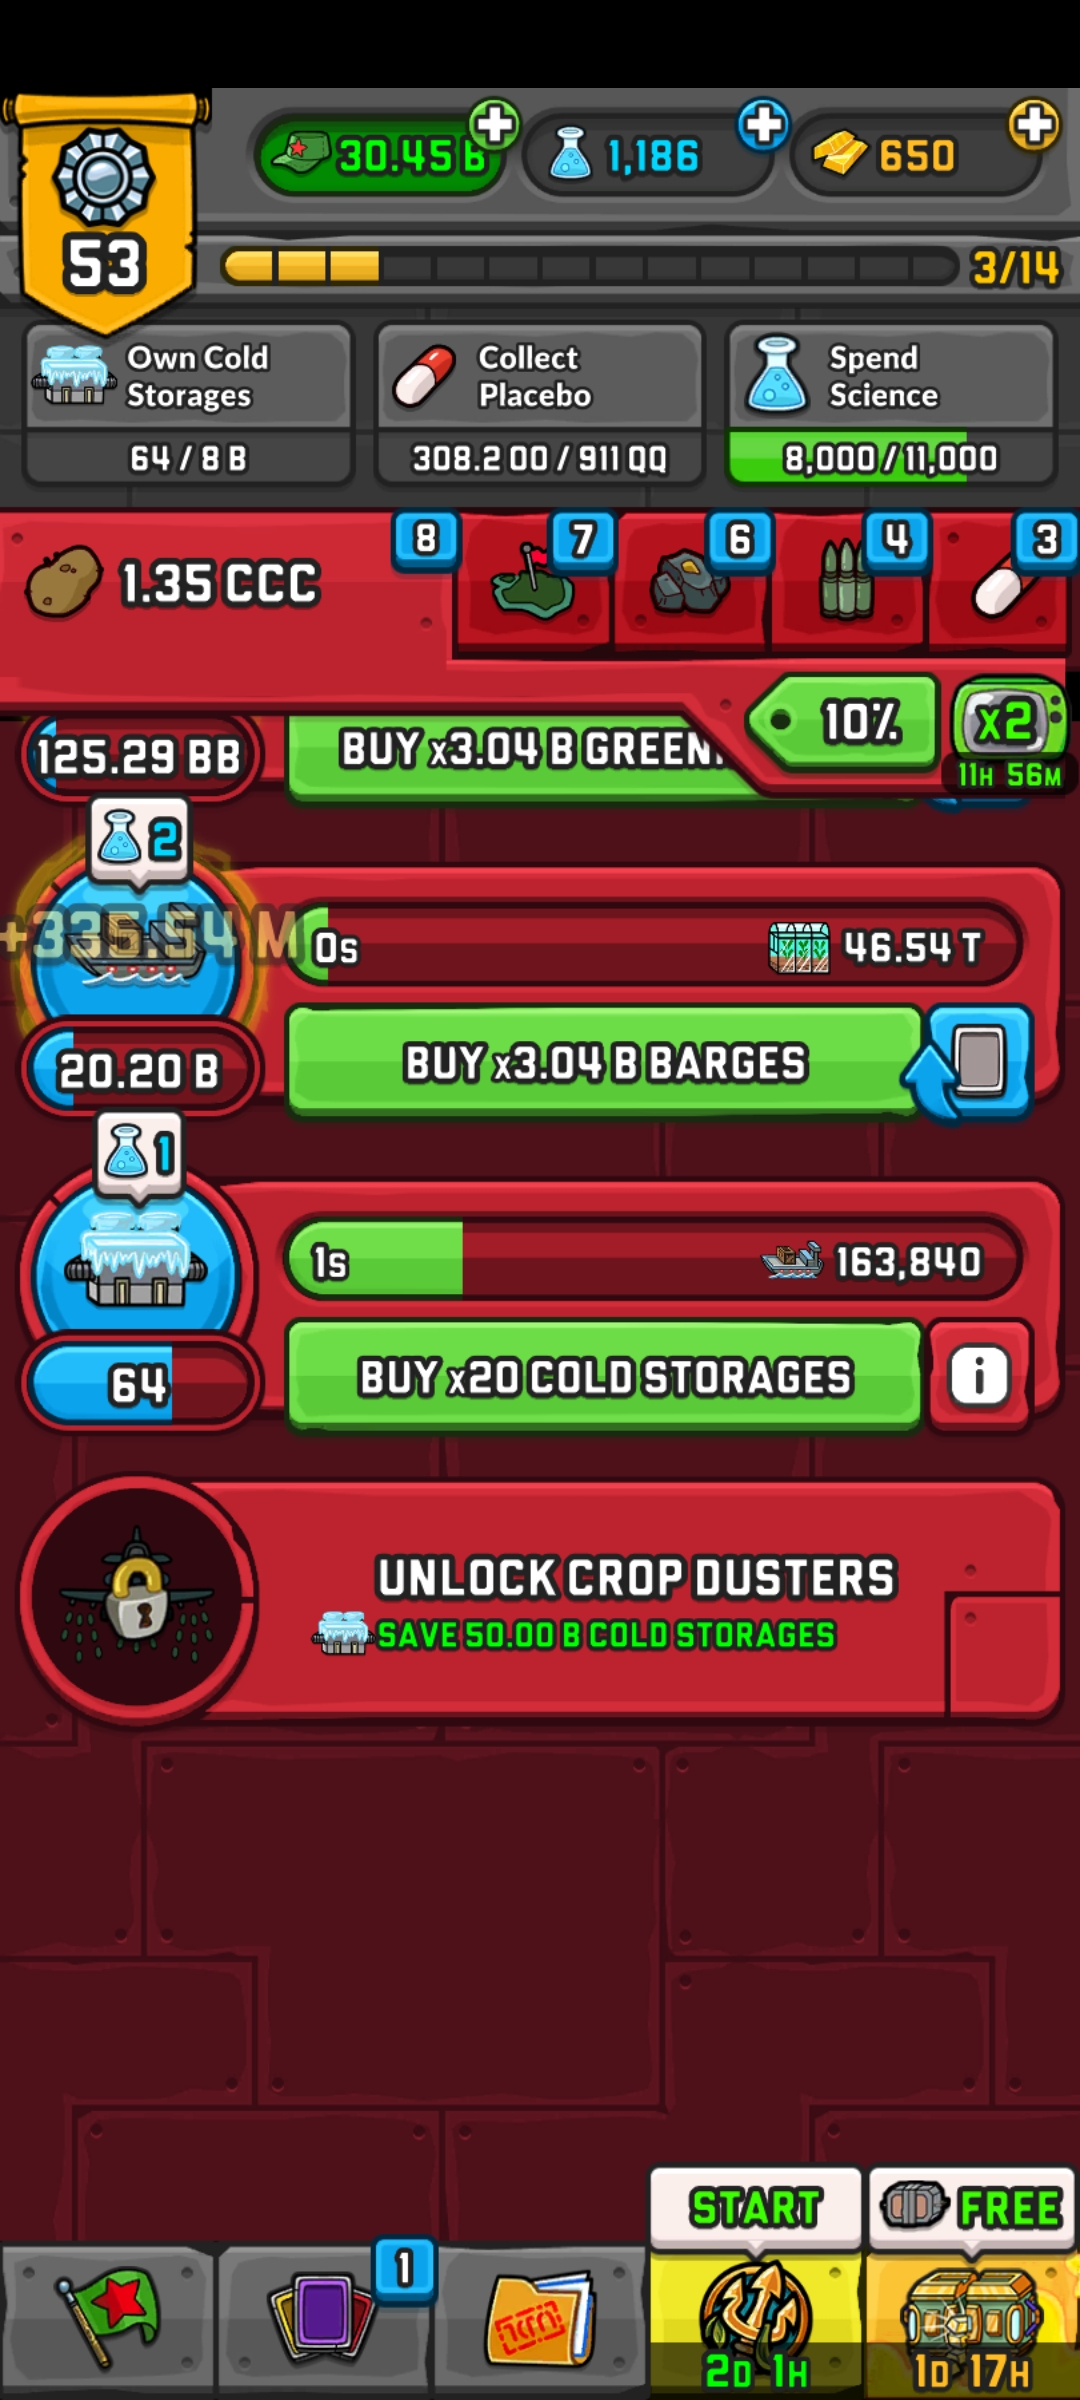 53
30.45 B
1,186
650
3/14
Own Cold
Storages
64 / 8 B
Collect
Placebo
308.2 OO / 911 QQ
Spend
Science
8,000 / 11,000
1.35 CCC
8
7
6
4
3
10%
x2
11H 56M
125.29 BB
BUY x3.04 B GREEN
2
+335.54 M
0s
46.54 T
20.20 B
BUY x3.04 B BARGES
1
1s
163,840
64
BUY x20 COLD STORAGES
i
UNLOCK CROP DUSTERS
SAVE 50.00 B COLD STORAGES
START
FREE
1
2D 1H
1D 17H